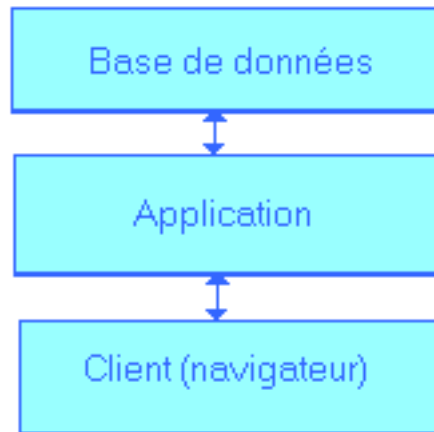 Base de données
Application
Client (navigateur)